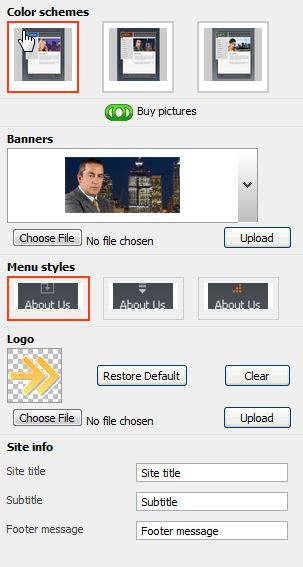 Color schemes
Buy pictures
Banners
Choose File No file chosen Upload
Menu styles
About Us About Us About Us
Logo
Restore Default Clear
Choose File No file chosen Upload
Site info
Site title Site title
Subtitle Subtitle
Footer message Footer message